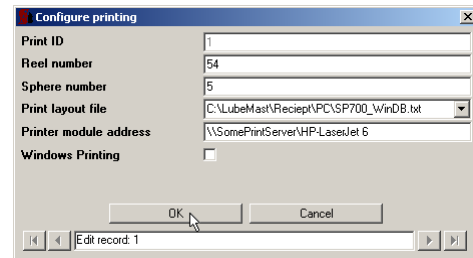 Configure printing
Print ID 1
Reel number 54
Sphere number 5
Print layout file C:\LubeMast\Reciept\PC\SP700_WinDB.txt
Printer module address \\SomePrintServer\HP-LaserJet 6
Windows Printing
OK Cancel
Edit record: 1